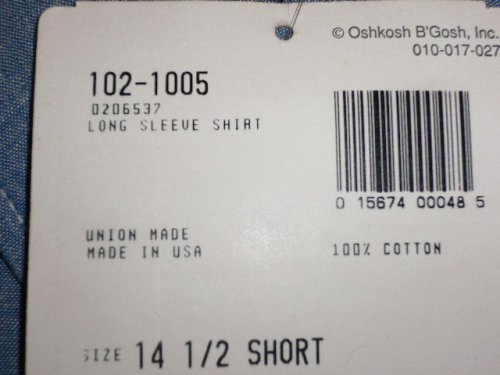 © Oshkosh B'Gosh, Inc.
010-017-027
102-1005
0206537
LONG SLEEVE SHIRT
0 15674 00048 5
UNION MADE
MADE IN USA
100% COTTON
SIZE 14 1/2 SHORT